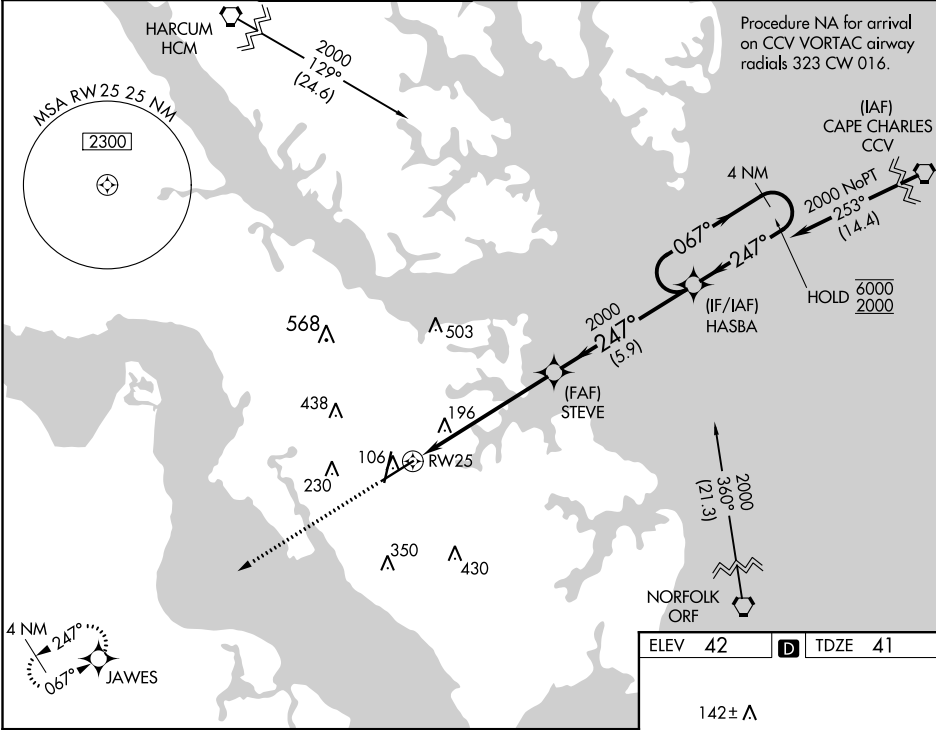 HARCUM
HCM
2000
129°
(24.6)
Procedure NA for arrival
on CCV VORTAC airway
radials 323 CW 016.
MSA RW25 25 NM
2300
(IAF)
CAPE CHARLES
CCV
4 NM
2000 NoPT
253°
(14.4)
067°
247°
HOLD 6000
2000
(IF/IAF)
HASBA
2000
247°
(5.9)
568
503
(FAF)
STEVE
438
196
106
RW25
230
350
430
2000
360°
(21.3)
NORFOLK
ORF
4 NM
247°
067°
JAWES
ELEV 42 D TDZE 41
142±